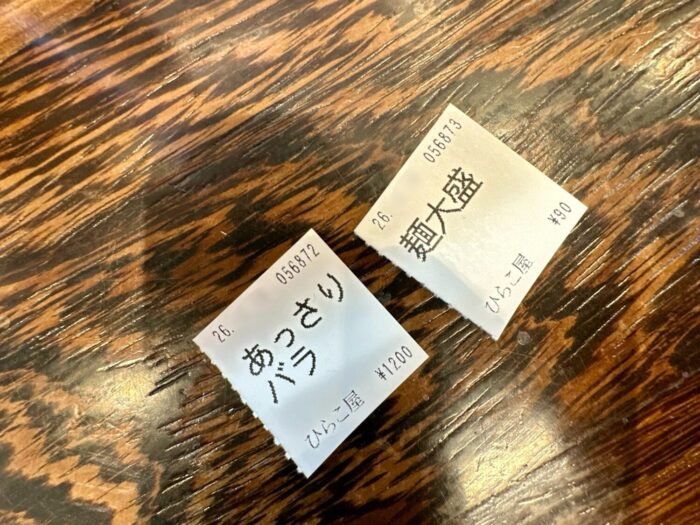 26.
056872
あっさり
バラ
¥1200
ひらこ屋
26.
056873
麺大盛
¥90
ひらこ屋